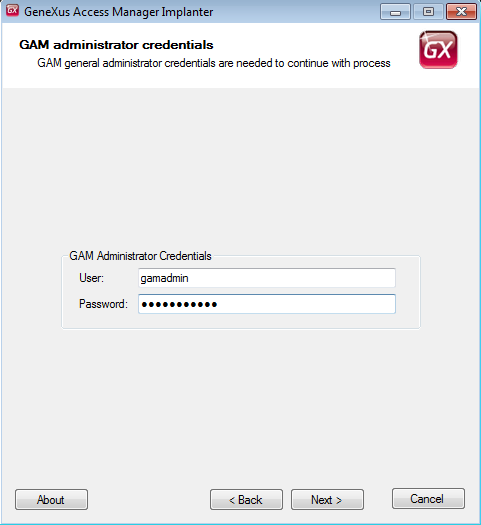 GX GeneXus Access Manager Implanter
GAM administrator credentials
GAM general administrator credentials are needed to continue with process
GX
GAM Administrator Credentials
User: gamadmin
Password: ●●●●●●●●●●●
About < Back Next > Cancel